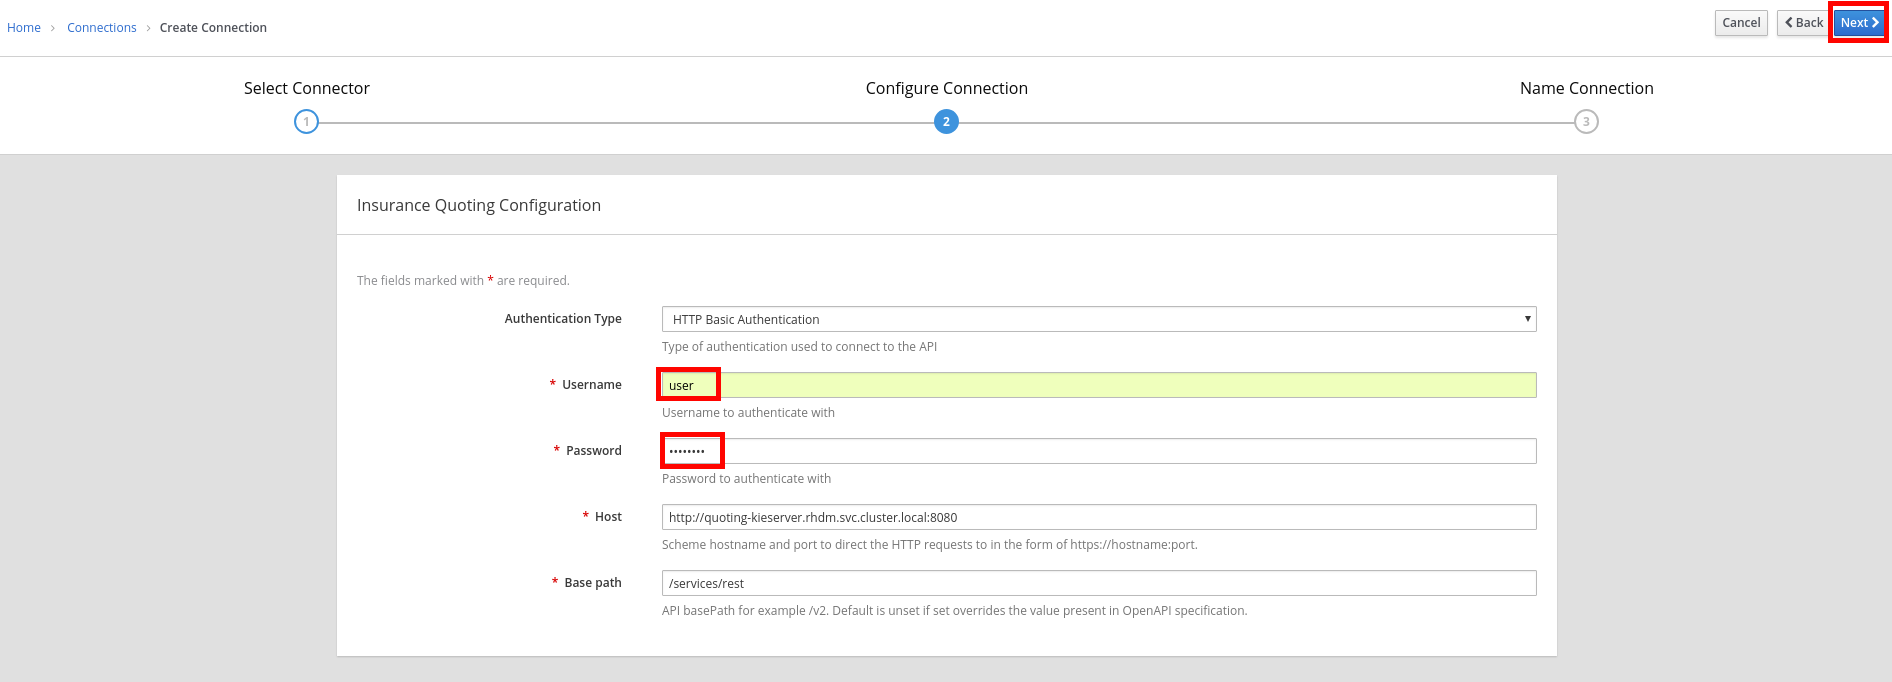 Home > Connections > Create Connection
Cancel
Back
Next
Select Connector
Configure Connection
Name Connection
1
2
3
Insurance Quoting Configuration
The fields marked with * are required.
Authentication Type
HTTP Basic Authentication
Type of authentication used to connect to the API
* Username
user
Username to authenticate with
* Password
••••••••
Password to authenticate with
* Host
http://quoting-kieserver.rhdm.svc.cluster.local:8080
Scheme hostname and port to direct the HTTP requests to in the form of https://hostname:port.
* Base path
/services/rest
API basePath for example /v2. Default is unset if set overrides the value present in OpenAPI specification.